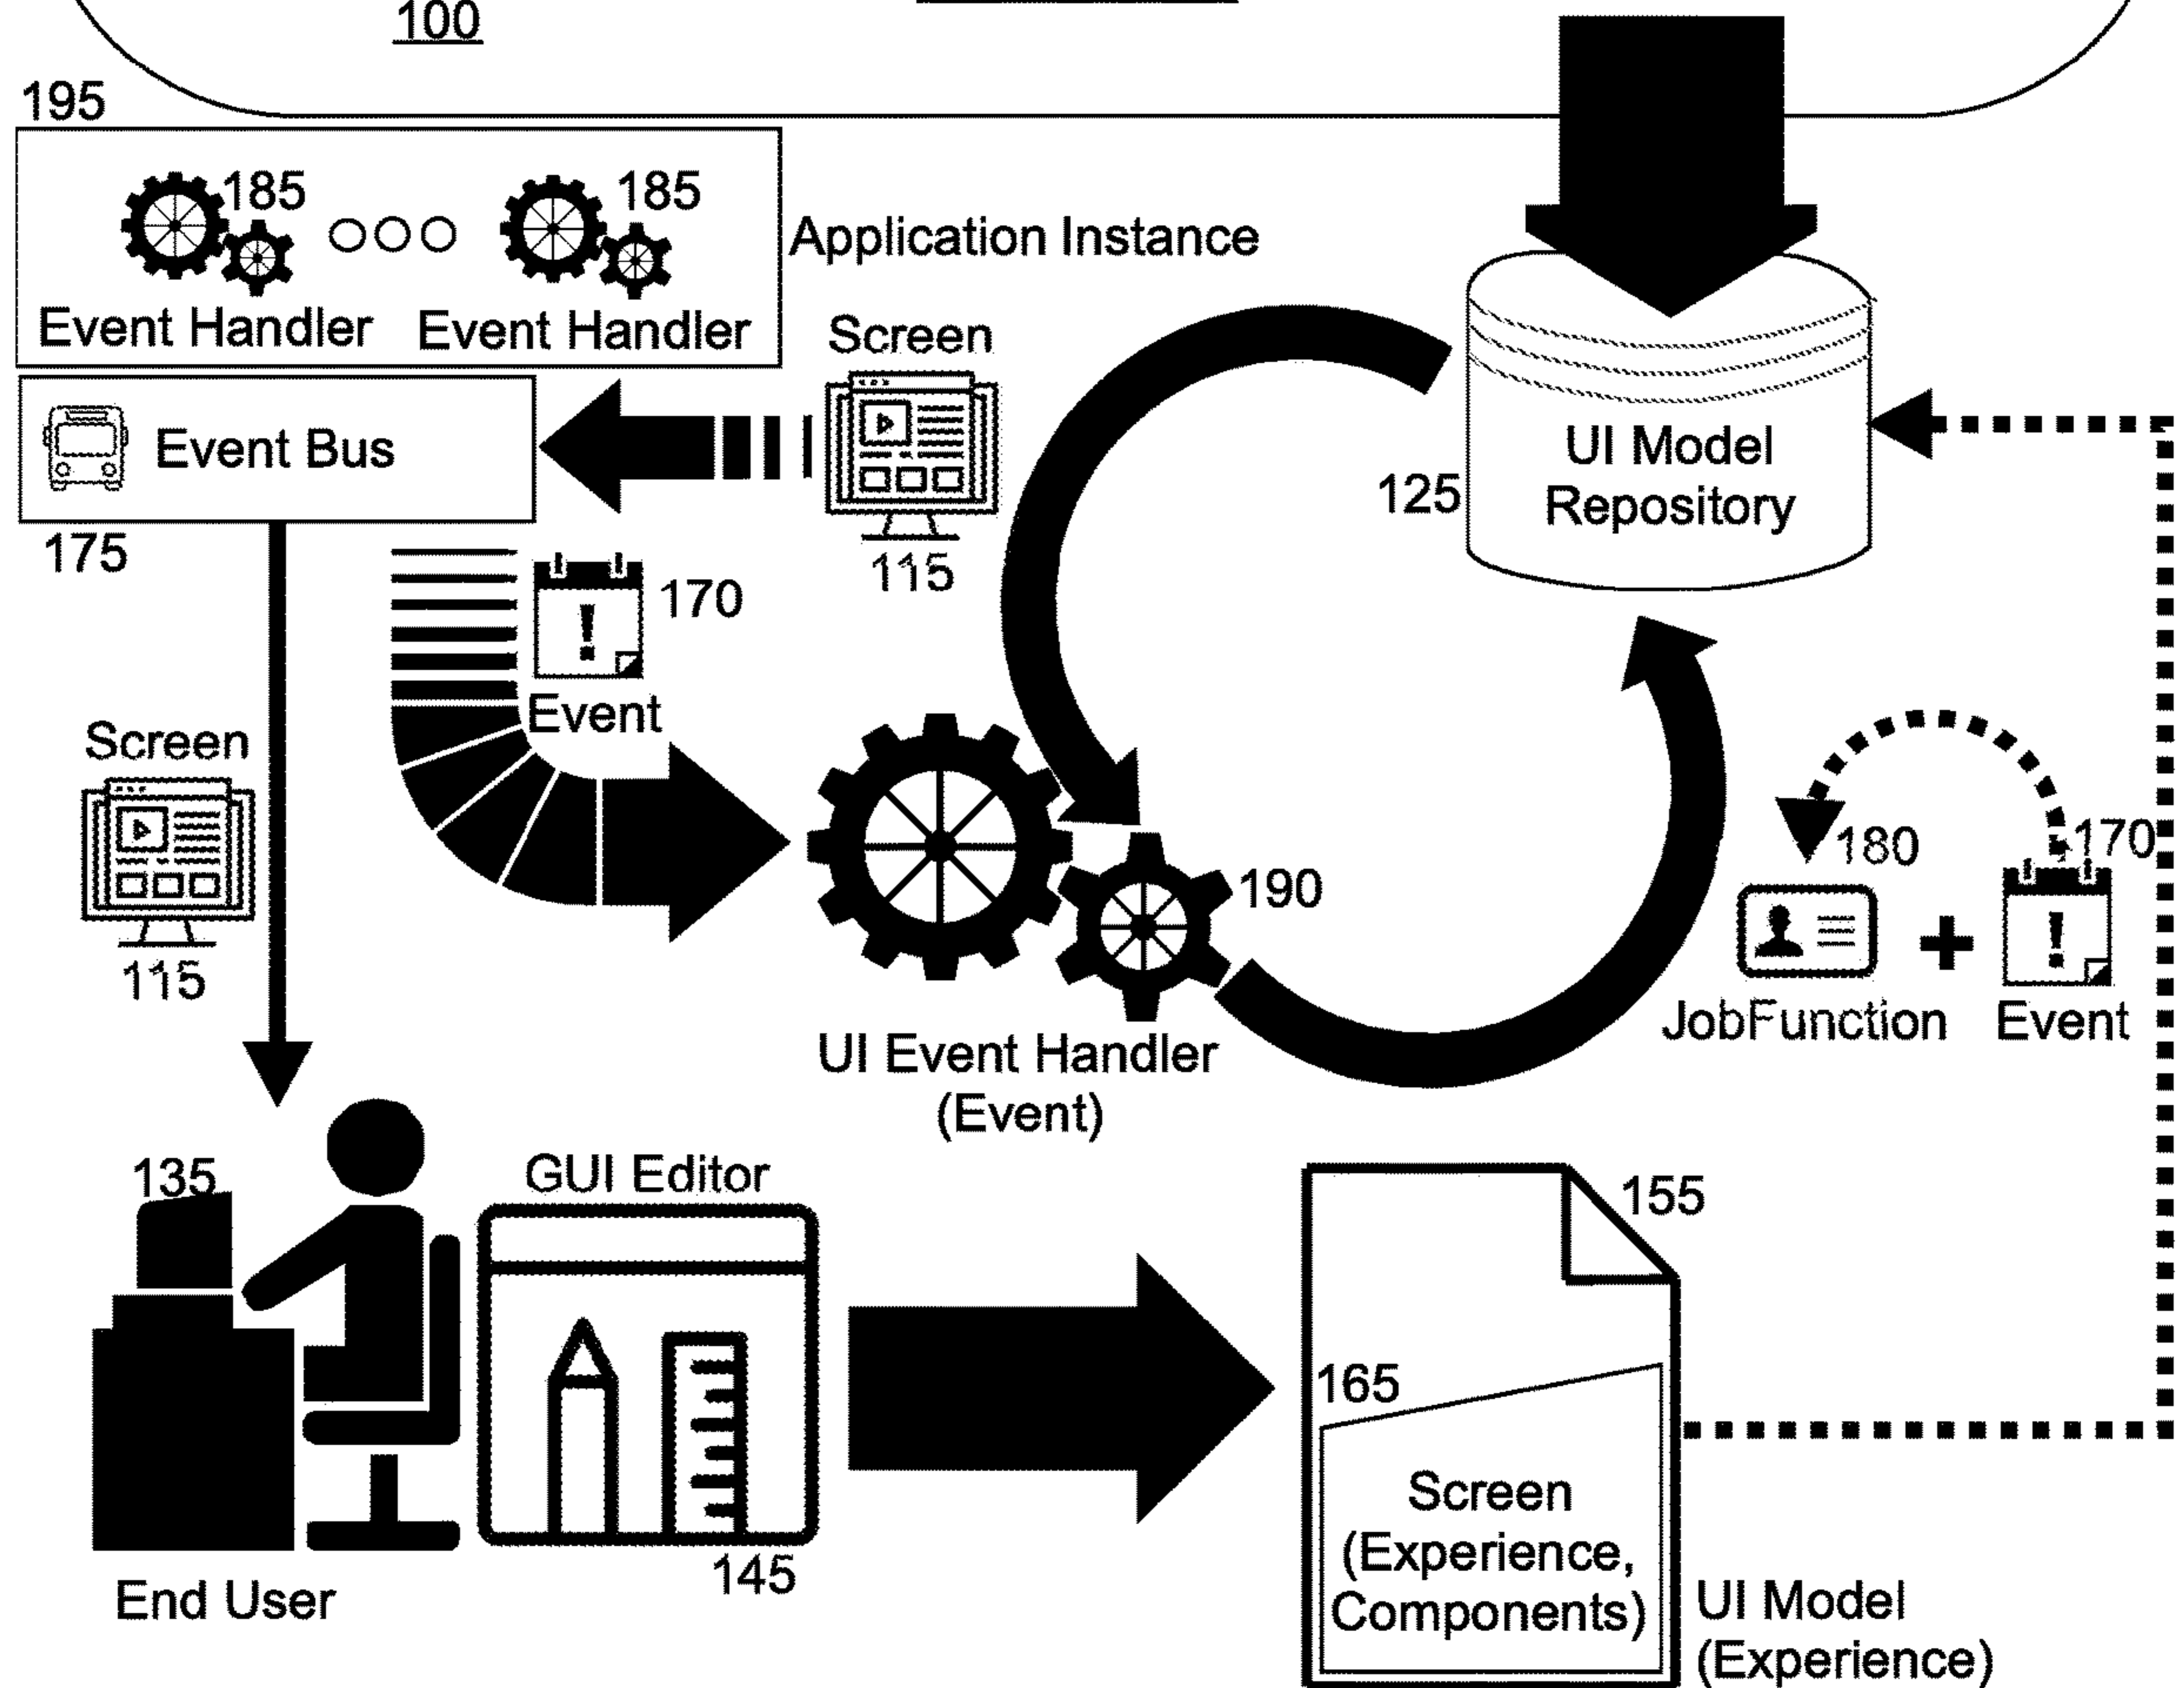 100
195
185
185
Application Instance
Event Handler
Event Handler
Screen
Event Bus
UI Model
Repository
125
175
115
170
Event
Screen
115
180
170
190
JobFunction
Event
UI Event Handler
(Event)
135
GUI Editor
155
165
Screen
(Experience,
Components)
145
End User
UI Model
(Experience)